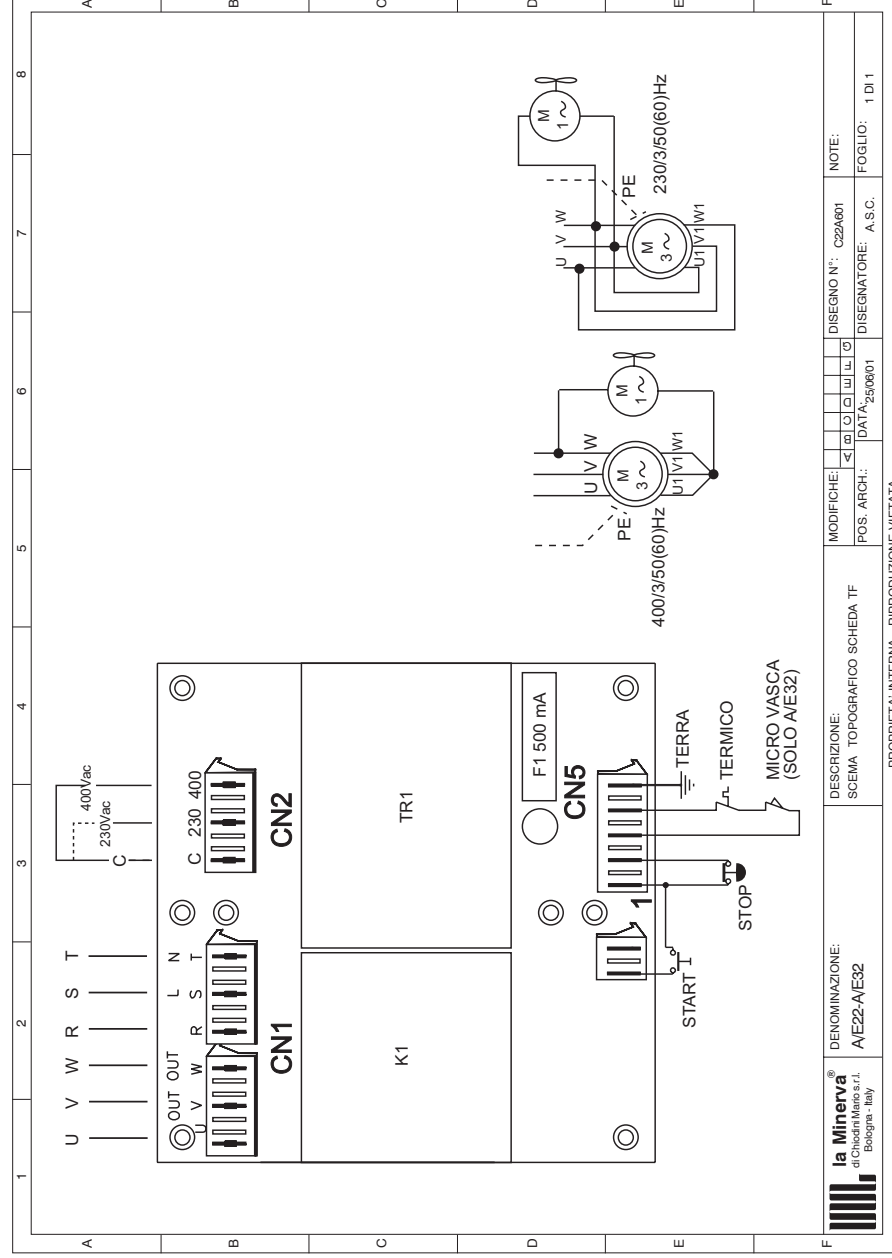 1 2 3 4 5 6 7 8
A B C D E F
A B C D E F
U V W R S T
C 230Vac 400Vac
OUT OUT L N
U V W R S T
C 230 400
CN1
CN2
K1
TR1
F1 500 mA
CN5
1
START
STOP
TERRA
TERMICO
MICRO VASCA
(SOLO A/E32)
U V W
PE
M
3~
U1 V1 W1
M
1~
400/3/50(60)Hz
U V W
PE
M
3~
U1 V1 W1
M
1~
230/3/50(60)Hz
la Minerva®
di Chiodini Mario s.r.l.
Bologna - Italy
DENOMINAZIONE:
A/E22-A/E32
DESCRIZIONE:
SCEMA TOPOGRAFICO SCHEDA TF
MODIFICHE: A B C D E F G
DISEGNO N°: C22A601
NOTE:
POS. ARCH.:
DATA: 25/06/01
DISEGNATORE: A.S.C.
FOGLIO: 1 DI 1
PROPRIETA' INTERNA - RIPRODUZIONE VIETATA